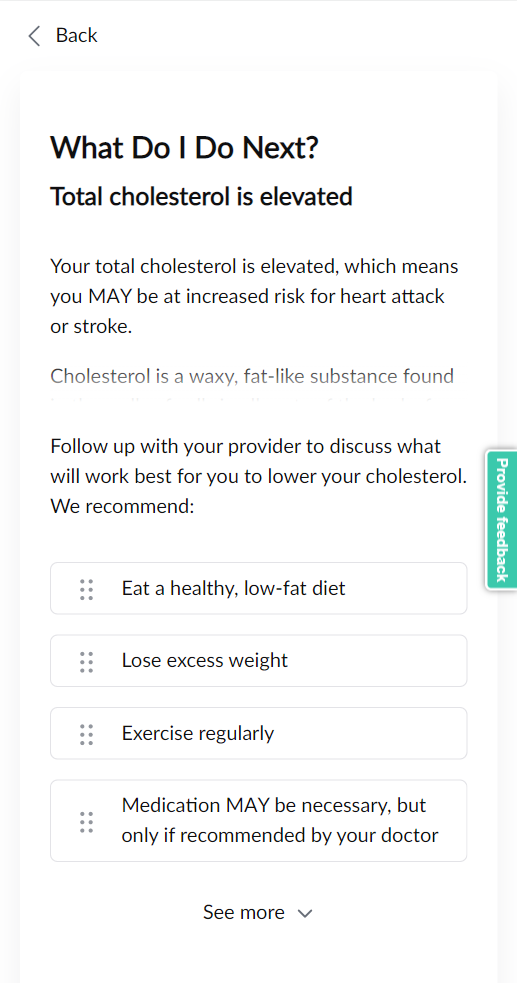 Back
What Do I Do Next?
Total cholesterol is elevated
Your total cholesterol is elevated, which means
you MAY be at increased risk for heart attack
or stroke.
Cholesterol is a waxy, fat-like substance found
Follow up with your provider to discuss what
will work best for you to lower your cholesterol.
We recommend:
Provide feedback
Eat a healthy, low-fat diet
Lose excess weight
Exercise regularly
Medication MAY be necessary, but
only if recommended by your doctor
See more